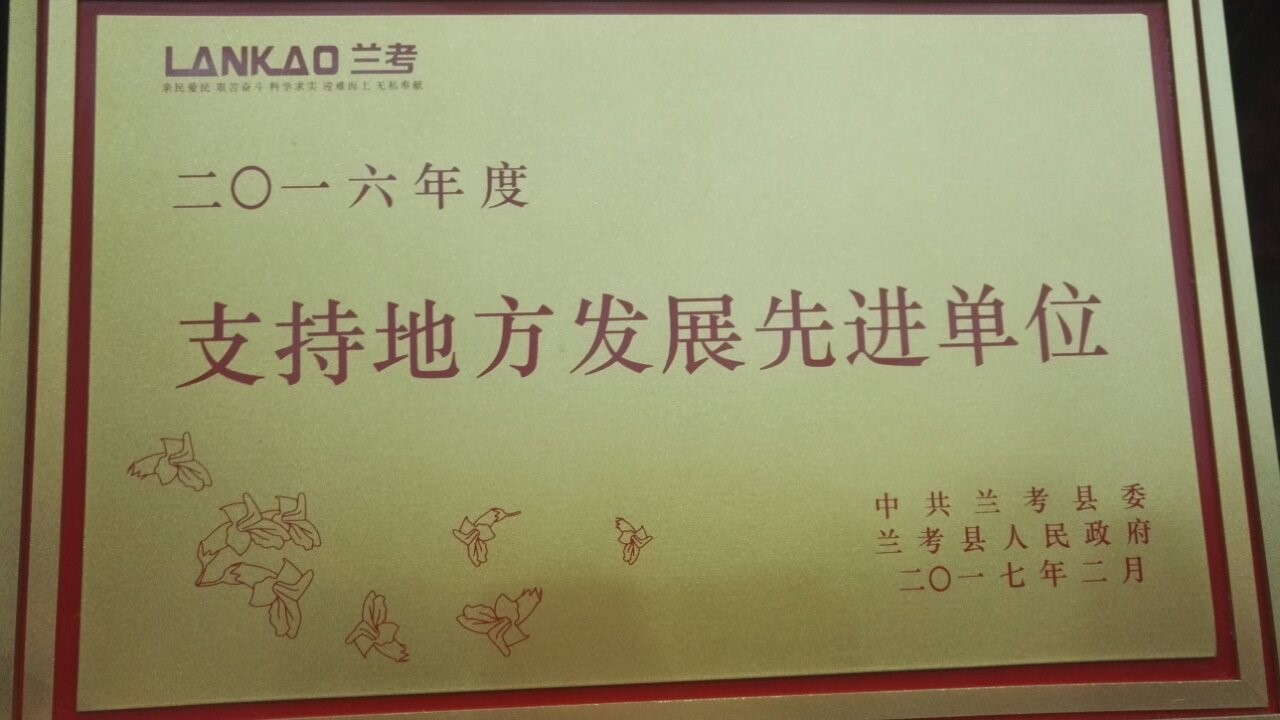 LANKAO 兰考
亲民爱民 艰苦奋斗 科学求实 迎难而上 无私奉献
二〇一六年度
支持地方发展先进单位
中共兰考县委
兰考县人民政府
二〇一七年二月